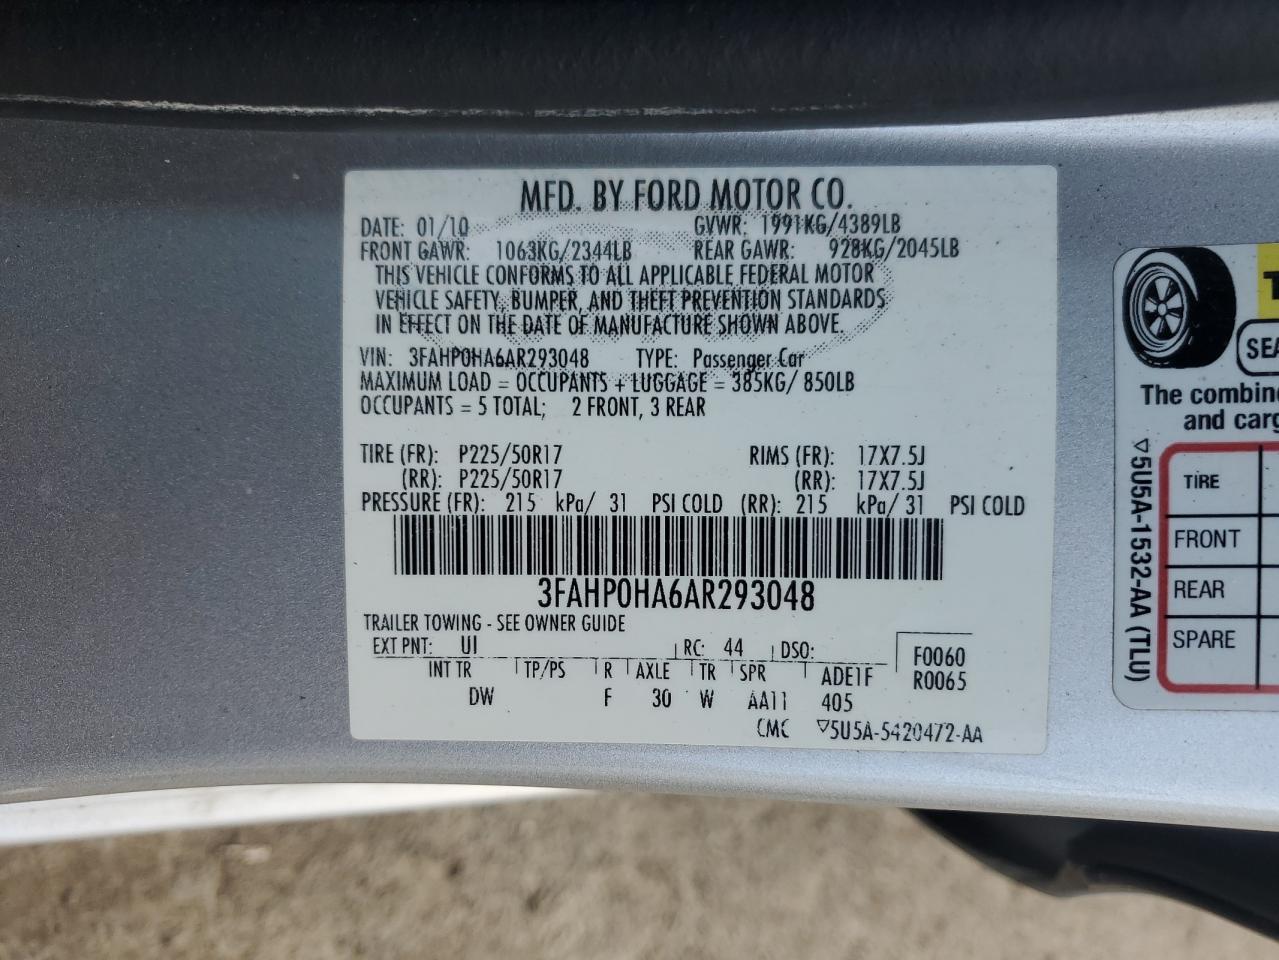 MFD. BY FORD MOTOR CO.
DATE: 01/10 GVWR: 1991KG/4389LB
FRONT GAWR: 1063KG/2344LB REAR GAWR: 928KG/2045LB
THIS VEHICLE CONFORMS TO ALL APPLICABLE FEDERAL MOTOR
VEHICLE SAFETY, BUMPER, AND THEFT PREVENTION STANDARDS
IN EFFECT ON THE DATE OF MANUFACTURE SHOWN ABOVE.
VIN: 3FAHP0HA6AR293048 TYPE: Passenger Car
MAXIMUM LOAD = OCCUPANTS + LUGGAGE = 385KG/ 850LB
OCCUPANTS = 5 TOTAL; 2 FRONT, 3 REAR
TIRE (FR): P225/50R17 RIMS (FR): 17X7.5J
(RR): P225/50R17 (RR): 17X7.5J
PRESSURE (FR): 215 kPa/ 31 PSI COLD (RR): 215 kPa/ 31 PSI COLD
3FAHP0HA6AR293048
TRAILER TOWING - SEE OWNER GUIDE
EXT PNT: UI RC: 44 DSO: F0060
INT TR TP/PS R AXLE TR SPR ADE1F R0065
DW F 30 W AA11 405
CMC ▽5U5A-5420472-AA
SEA
The combin
and carg
TIRE
FRONT
REAR
SPARE
▽5U5A-1532-AA (TLU)